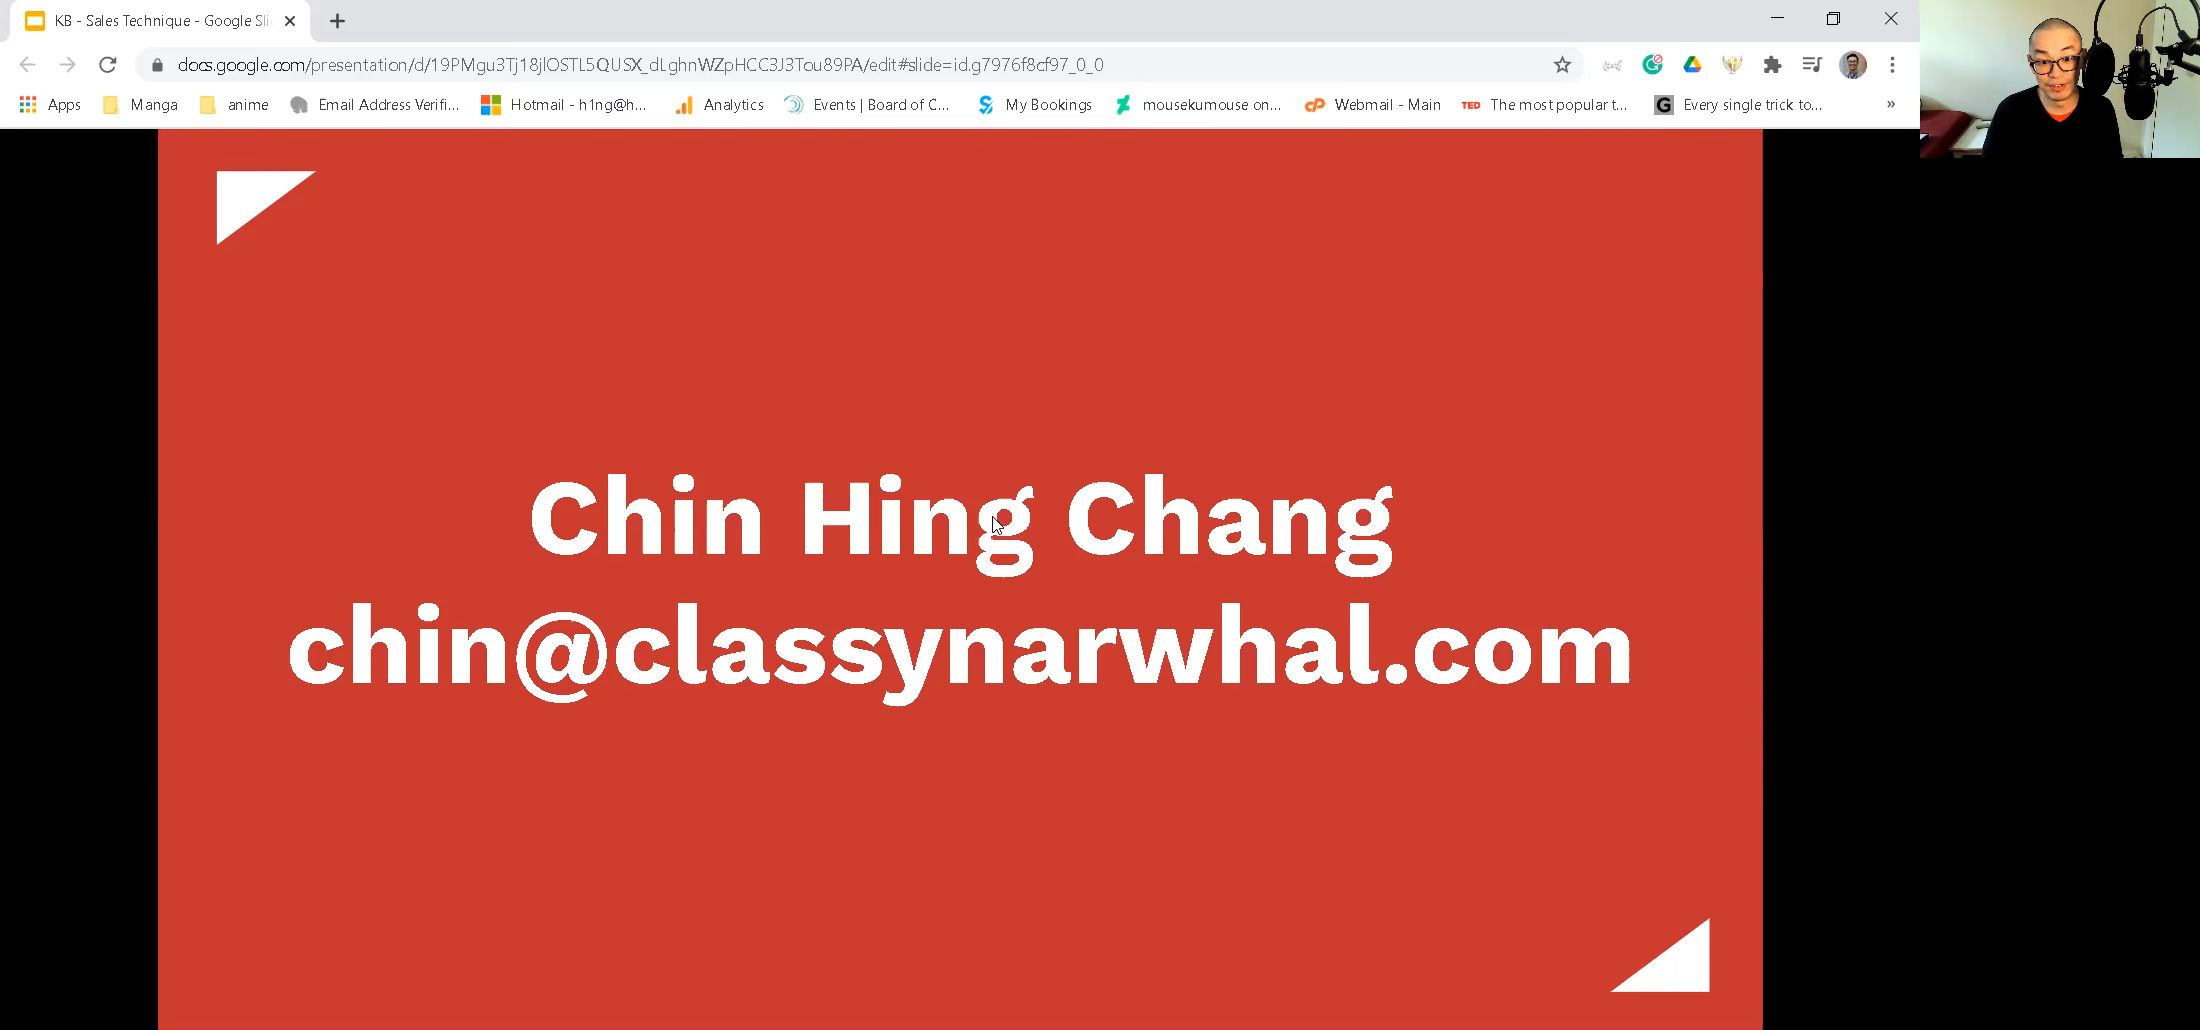 KB - Sales Technique - Google Sli
docs.google.com/presentation/d/19PMgu3Tj18jlOSTL5QUSX_dLghnWZpHCC3J3Tou89PA/edit#slide=id.g7976f8cf97_0_0
Apps Manga anime Email Address Verifi... Hotmail - h1ng@h... Analytics Events | Board of C... My Bookings mousekumouse on... Webmail - Main TED The most popular t... G Every single trick to... »
Chin Hing Chang
chin@classynarwhal.com